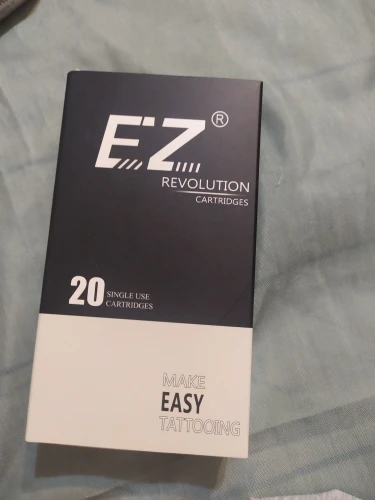 EZ®
REVOLUTION
CARTRIDGES
20 SINGLE USE
CARTRIDGES
MAKE
EASY
TATTOOING